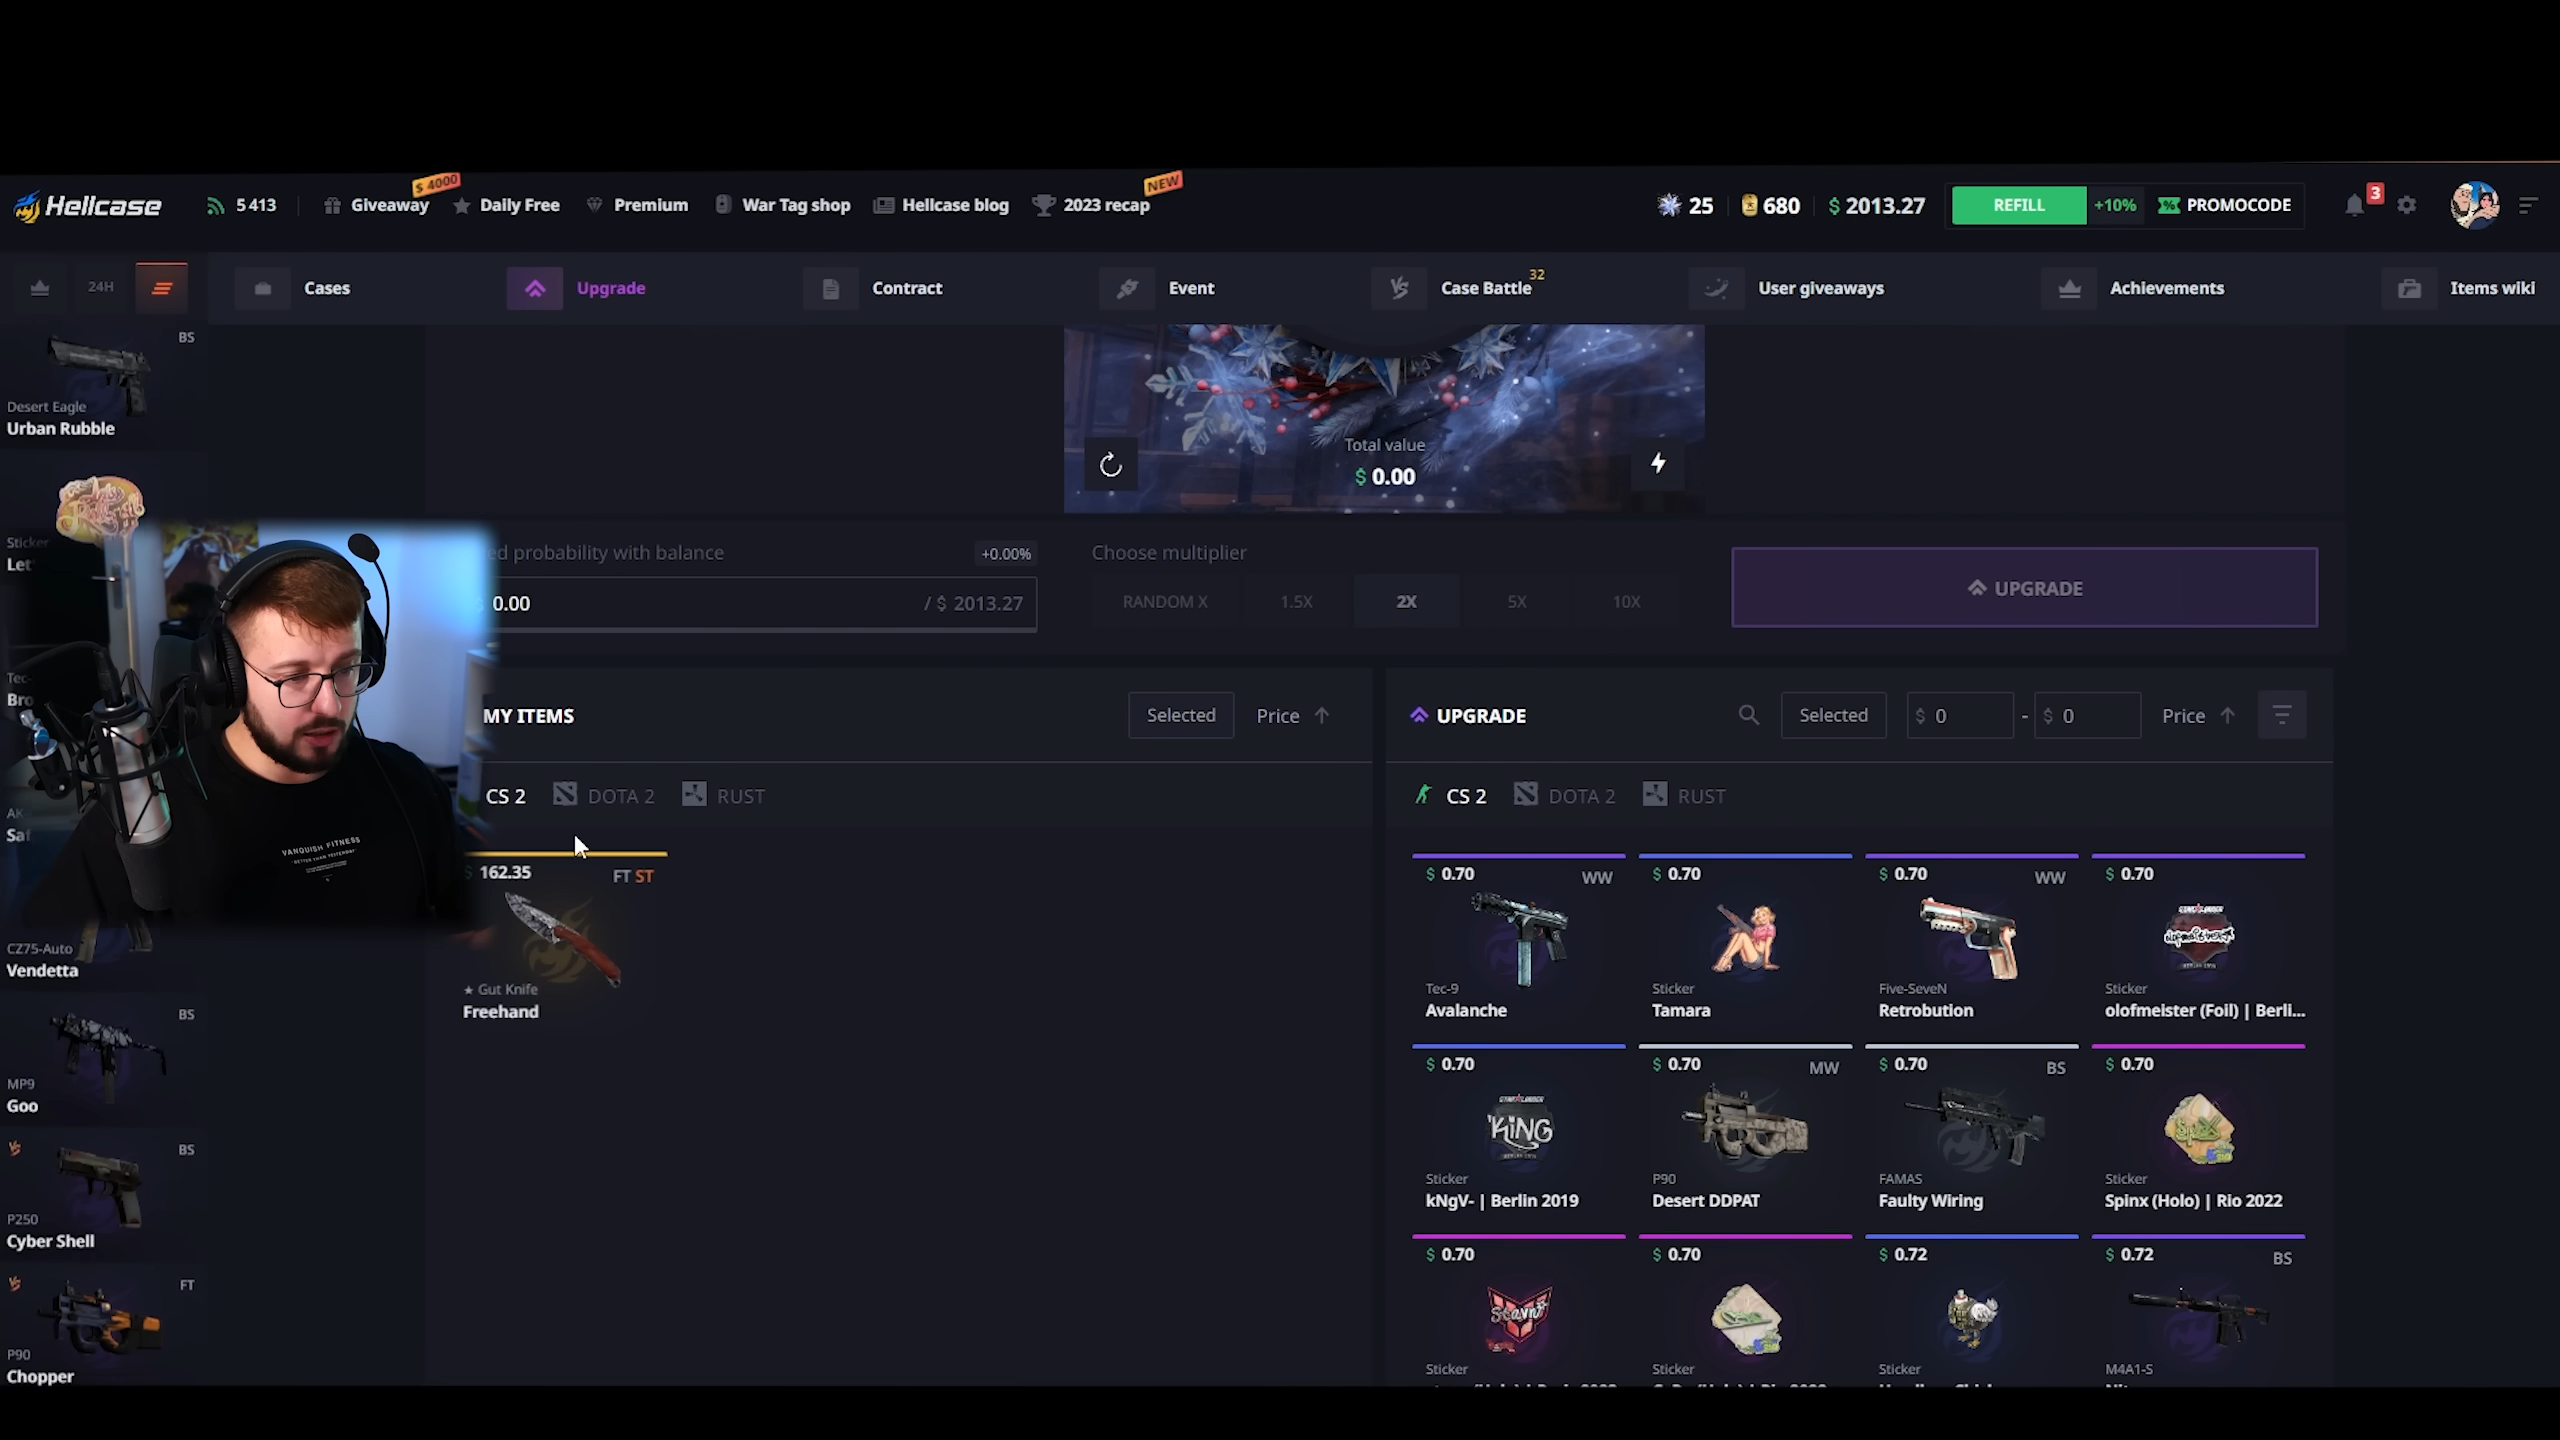 Hellcase
5 413
Giveaway
$ 4000
Daily Free
Premium
War Tag shop
Hellcase blog
2023 recap
NEW
25
680
$ 2013.27
REFILL
+10%
PROMOCODE
3
24H
Cases
Upgrade
Contract
Event
Case Battle
32
User giveaways
Achievements
Items wiki
BS
Desert Eagle
Urban Rubble
Sticker
CZ75-Auto
Vendetta
BS
MP9
Goo
BS
P250
Cyber Shell
FT
P90
Chopper
Total value
$ 0.00
probability with balance
+0.00%
0.00
/ $ 2013.27
Choose multiplier
RANDOM X
1.5X
2X
5X
10X
UPGRADE
VANQUISH FITNESS
MY ITEMS
Selected
Price
CS 2
DOTA 2
RUST
$ 162.35
FT ST
★ Gut Knife
Freehand
UPGRADE
Selected
$ 0
-
$ 0
Price
CS 2
DOTA 2
RUST
$ 0.70
WW
Tec-9
Avalanche
$ 0.70
Sticker
Tamara
$ 0.70
WW
Five-SeveN
Retrobution
$ 0.70
Sticker
olofmeister (Foil) | Berli...
$ 0.70
KiNG
Sticker
kNgV- | Berlin 2019
$ 0.70
MW
P90
Desert DDPAT
$ 0.70
BS
FAMAS
Faulty Wiring
$ 0.70
Sticker
Spinx (Holo) | Rio 2022
$ 0.70
Sticker
$ 0.70
Sticker
$ 0.72
Sticker
$ 0.72
BS
M4A1-S